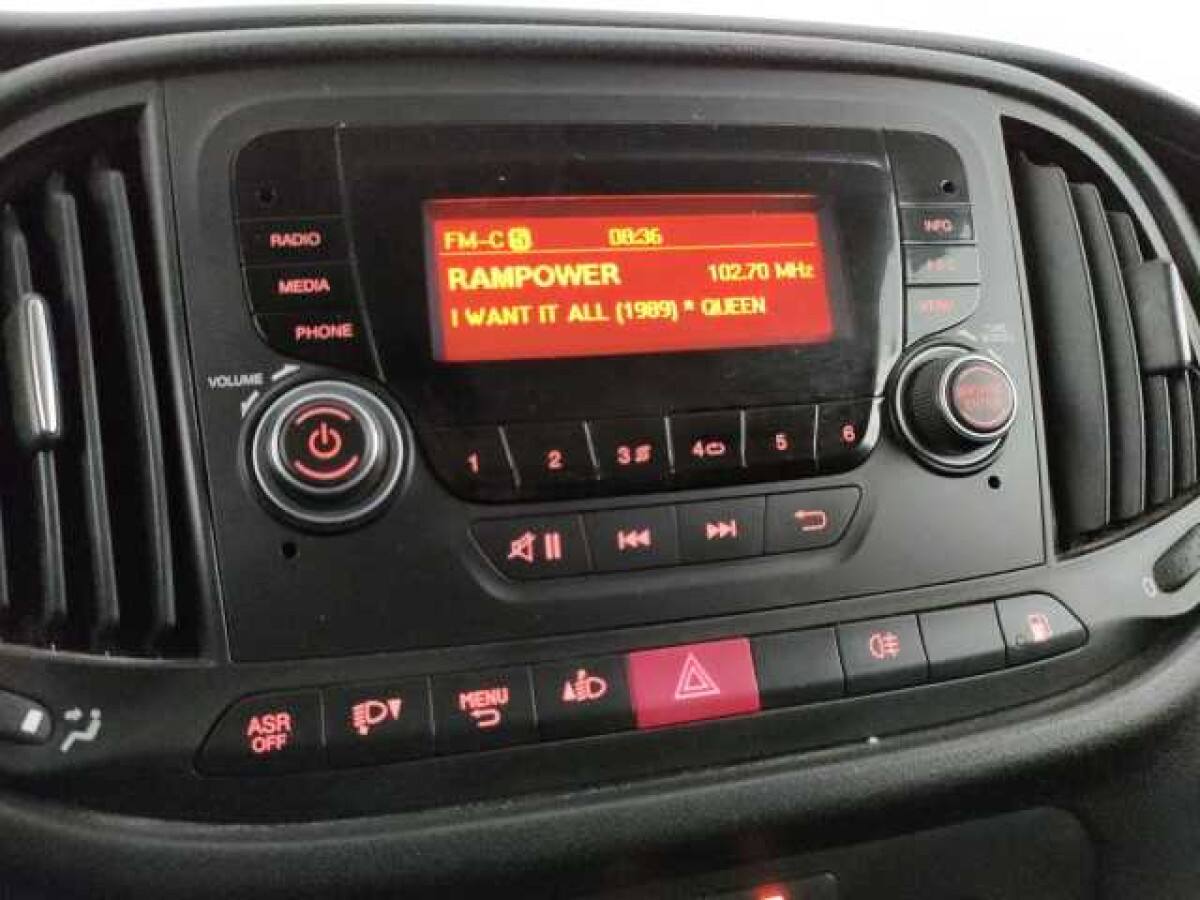 FM-C 08:36
RAMPOWER 102.70 MHz
I WANT IT ALL (1989) * QUEEN
RADIO
MEDIA
PHONE
INFO
MENU
VOLUME
1 2 3 4 5 6
ASR
OFF
MENU